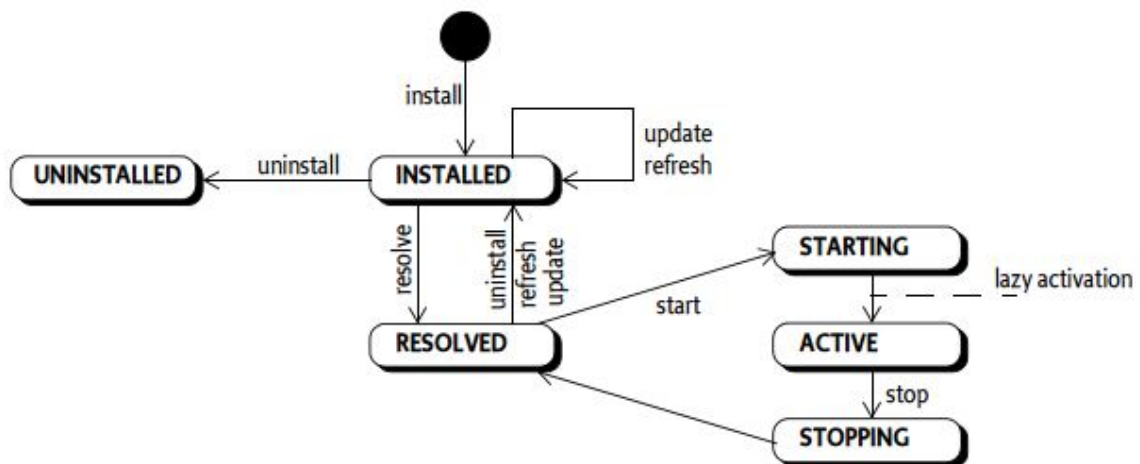 install
update
refresh
UNINSTALLED
uninstall
INSTALLED
resolve
uninstall
refresh
update
STARTING
lazy activation
start
RESOLVED
ACTIVE
stop
STOPPING